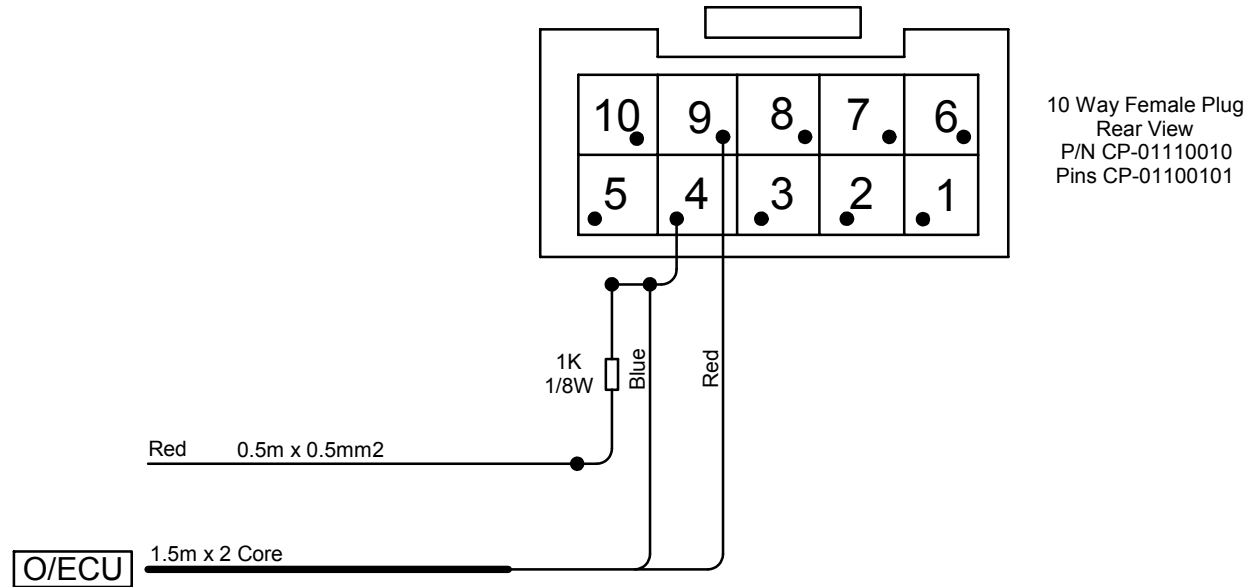 10 9 8 7 6
5 4 3 2 1
10 Way Female Plug
Rear View
P/N CP-01110010
Pins CP-01100101
1K
1/8W
Blue
Red
Red 0.5m x 0.5mm2
1.5m x 2 Core
O/ECU